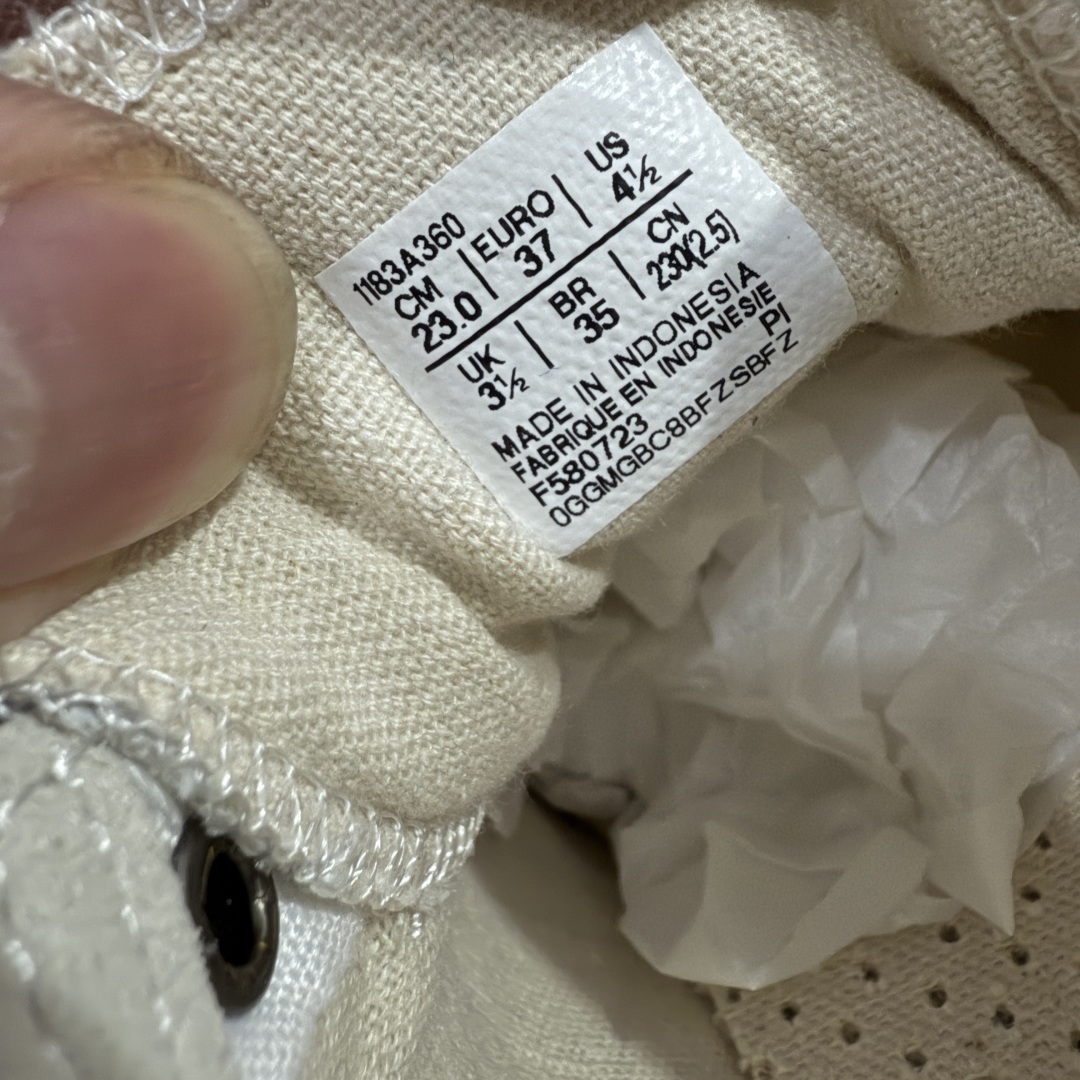 1183A360
CM | EURO | US
23.0 | 37 | 4½
UK | BR | CN
3½ | 35 | 230(2.5)
MADE IN INDONESIA
FABRIQUE EN INDONESIE
F580723 PI
0GGMGBC8BFZSBFZ